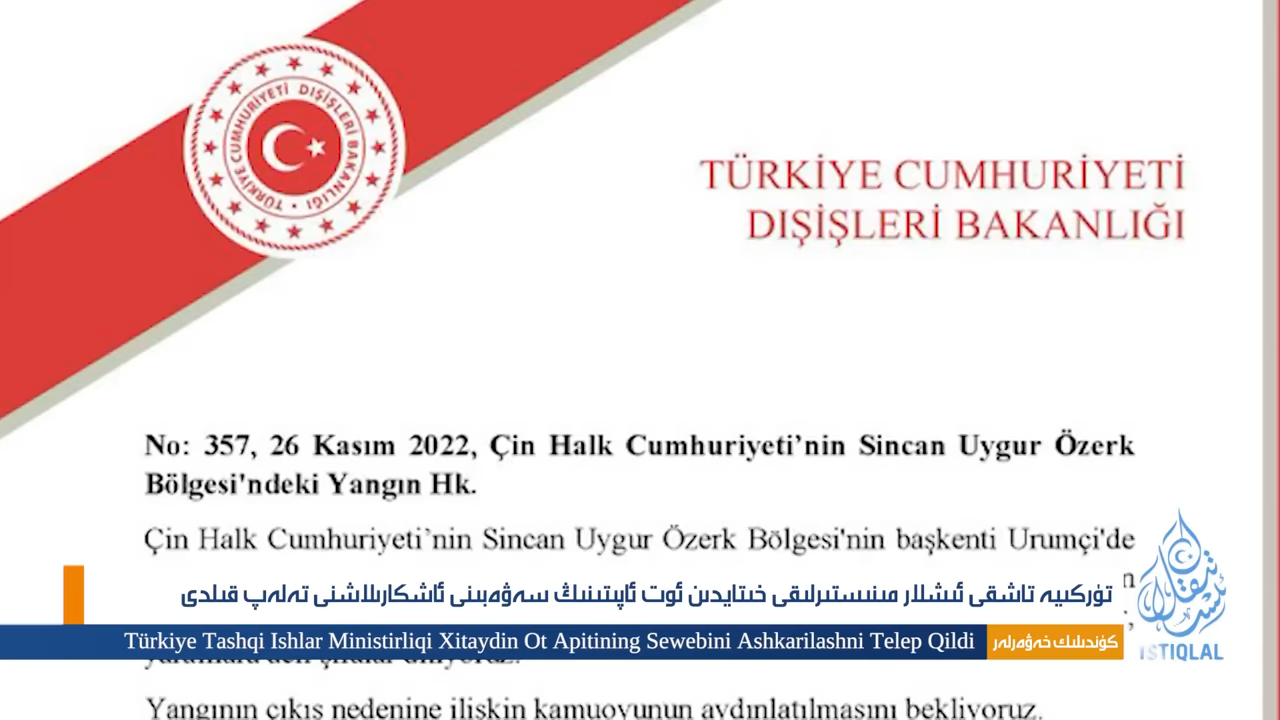 TÜRKİYE CUMHURİYETİ DIŞİŞLERİ BAKANLIĞI
TÜRKİYE CUMHURİYETİ
DIŞİŞLERİ BAKANLIĞI
No: 357, 26 Kasım 2022, Çin Halk Cumhuriyeti’nin Sincan Uygur Özerk
Bölgesi'ndeki Yangın Hk.
Çin Halk Cumhuriyeti’nin Sincan Uygur Özerk Bölgesi'nin başkenti Urumçi'de
تۈركىيە تاشقى ئىشلار مىنىستىرلىقى خىتايدىن ئوت ئاپىتىنىڭ سەۋەبىنى ئاشكارىلاشنى تەلەپ قىلدى
Türkiye Tashqi Ishlar Ministirliqi Xitaydin Ot Apitining Sewebini Ashkarilashni Telep Qildi
كۈندىلىك خەۋەرلەر
ئىستىقلال
ISTIQLAL
Yangının çıkış nedenine ilişkin kamuoyunun aydınlatılmasını bekliyoruz.